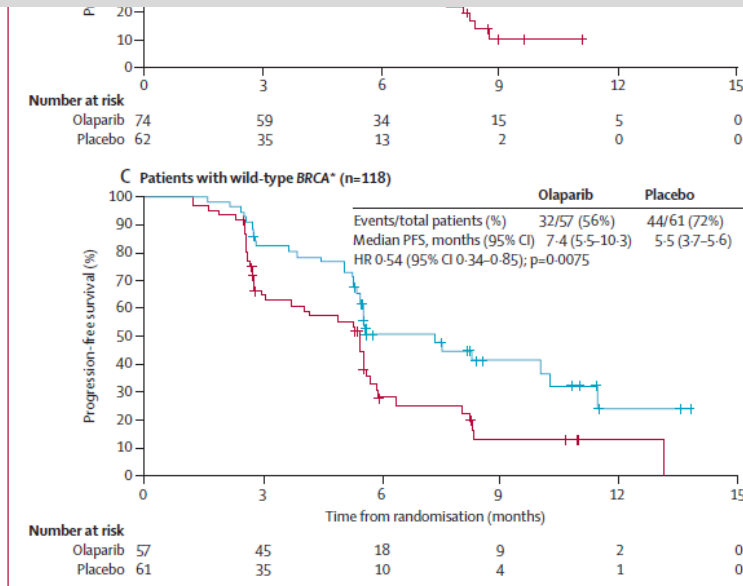 20
10
0
0 3 6 9 12 15
Number at risk
Olaparib 74 59 34 15 5 0
Placebo 62 35 13 2 0 0
C Patients with wild-type BRCA* (n=118)
Olaparib Placebo
Events/total patients (%) 32/57 (56%) 44/61 (72%)
Median PFS, months (95% CI) 7·4 (5·5–10·3) 5·5 (3·7–5·6)
HR 0·54 (95% CI 0·34–0·85); p=0·0075
Progression-free survival (%)
100
90
80
70
60
50
40
30
20
10
0
0 3 6 9 12 15
Time from randomisation (months)
Number at risk
Olaparib 57 45 18 9 2 0
Placebo 61 35 10 4 1 0